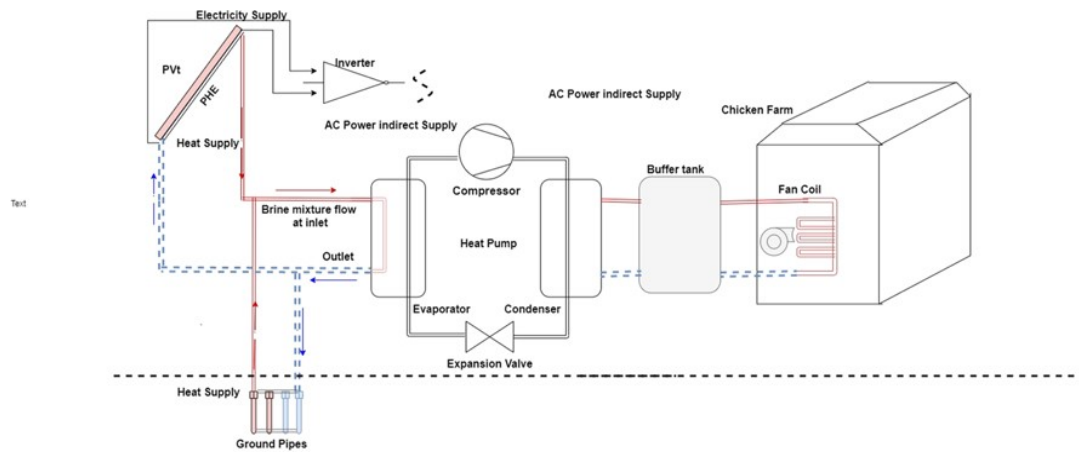 Electricity Supply
PVt
PHE
Inverter
AC Power indirect Supply
AC Power indirect Supply
Chicken Farm
Heat Supply
Compressor
Buffer tank
Fan Coil
Text
Brine mixture flow
at inlet
Heat Pump
Outlet
Evaporator
Condenser
Expansion Valve
Heat Supply
Ground Pipes